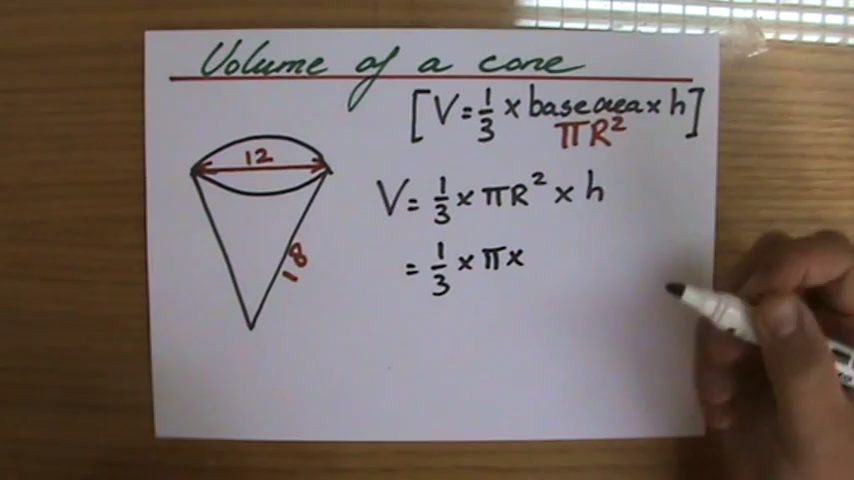 Volume of a cone
[V = 1/3 × base area × h]
πR²
12
V = 1/3 × πR² × h
18
= 1/3 × π ×